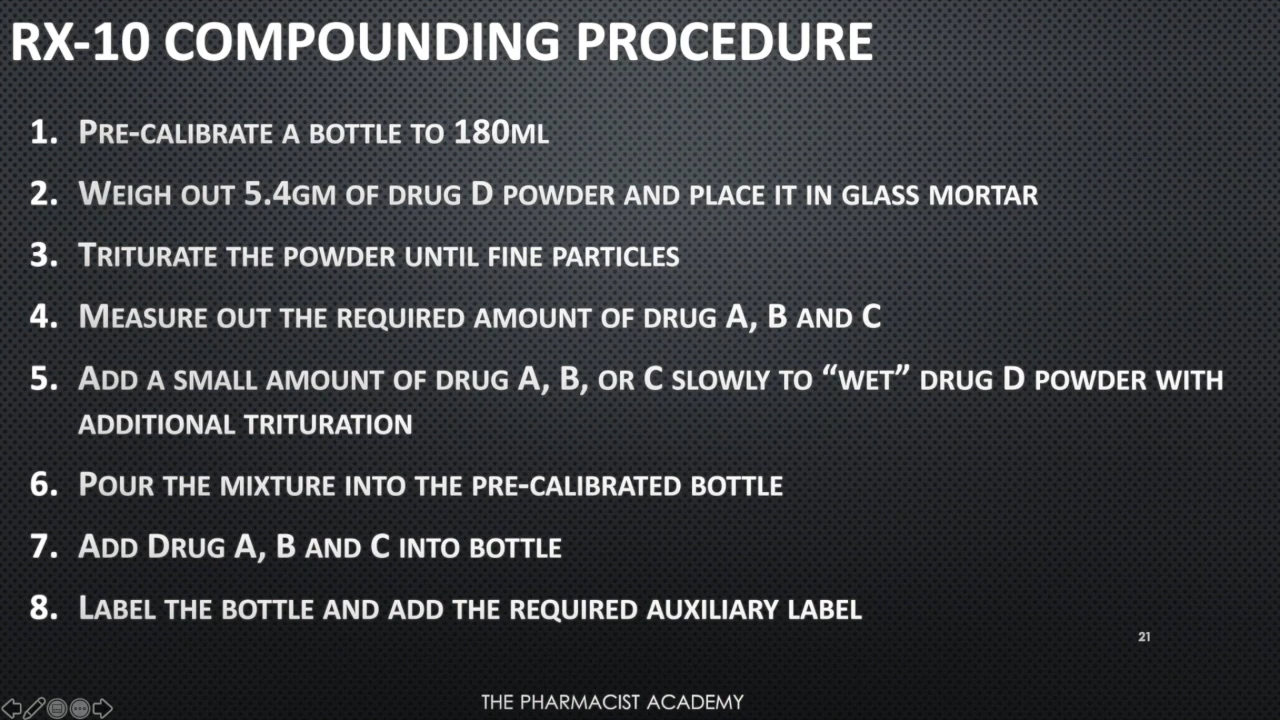 RX-10 COMPOUNDING PROCEDURE
1. PRE-CALIBRATE A BOTTLE TO 180ML
2. WEIGH OUT 5.4GM OF DRUG D POWDER AND PLACE IT IN GLASS MORTAR
3. TRITURATE THE POWDER UNTIL FINE PARTICLES
4. MEASURE OUT THE REQUIRED AMOUNT OF DRUG A, B AND C
5. ADD A SMALL AMOUNT OF DRUG A, B, OR C SLOWLY TO “WET” DRUG D POWDER WITH
ADDITIONAL TRITURATION
6. POUR THE MIXTURE INTO THE PRE-CALIBRATED BOTTLE
7. ADD DRUG A, B AND C INTO BOTTLE
8. LABEL THE BOTTLE AND ADD THE REQUIRED AUXILIARY LABEL
21
THE PHARMACIST ACADEMY